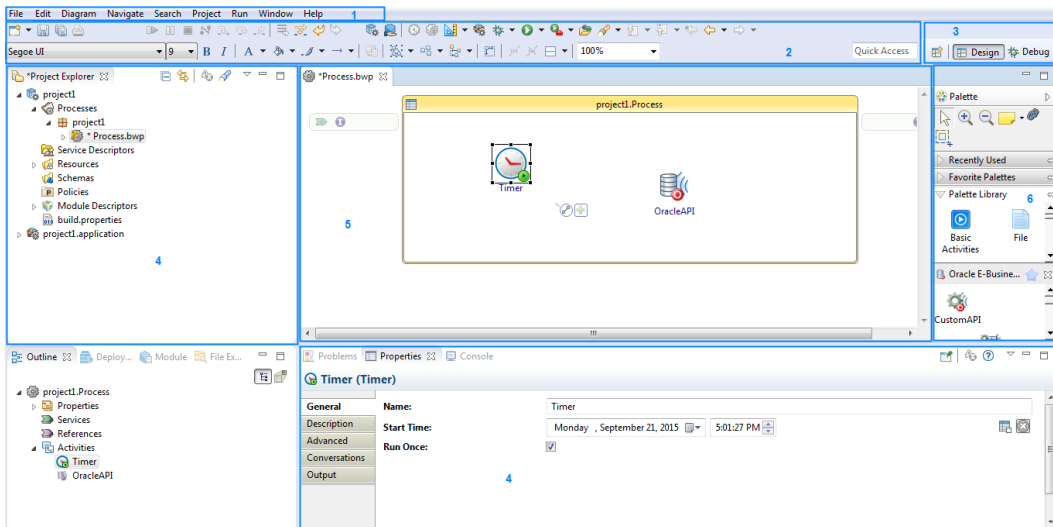 File Edit Diagram Navigate Search Project Run Window Help
1
Segoe UI 9 B I A 100% 2 Quick Access
3
Design Debug
*Project Explorer
project1
Processes
project1
* Process.bwp
Service Descriptors
Resources
Schemas
Policies
Module Descriptors
build.properties
project1.application
4
*Process.bwp
project1.Process
Timer
OracleAPI
5
Palette
Recently Used
Favorite Palettes
Palette Library 6
Basic Activities
File
Oracle E-Busine...
CustomAPI
Outline Deploy... Module File Ex...
project1.Process
Properties
Services
References
Activities
Timer
OracleAPI
Problems Properties Console
Timer (Timer)
General
Description
Advanced
Conversations
Output
Name: Timer
Start Time: Monday , September 21, 2015 5:01:27 PM
Run Once:
4